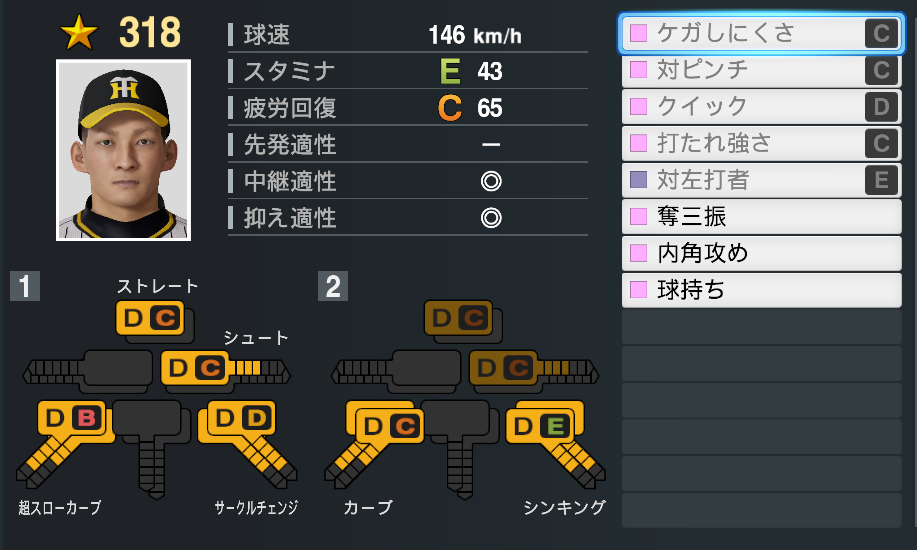 318
球速 146 km/h
スタミナ E 43
疲労回復 C 65
先発適性 ー
中継適性 ◎
抑え適性 ◎
ケガしにくさ C
対ピンチ C
クイック D
打たれ強さ C
対左打者 E
奪三振
内角攻め
球持ち
1
ストレート
D C
シュート
D C
D B
D D
超スローカーブ
サークルチェンジ
2
D C
D C
D C
D E
カーブ
シンキング